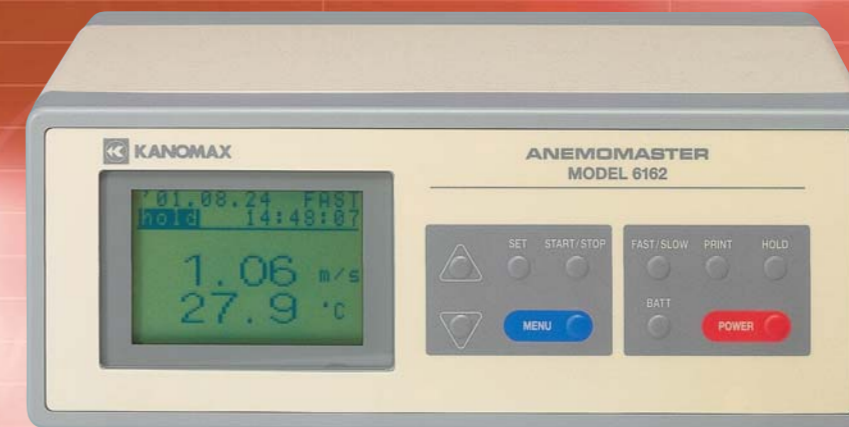 KANOMAX
ANEMOMASTER
MODEL 6162
'01.08.24 FAST
hold 14:48:07
1.06 m/s
27.9 °C
SET START/STOP
MENU
FAST/SLOW PRINT HOLD
BATT
POWER